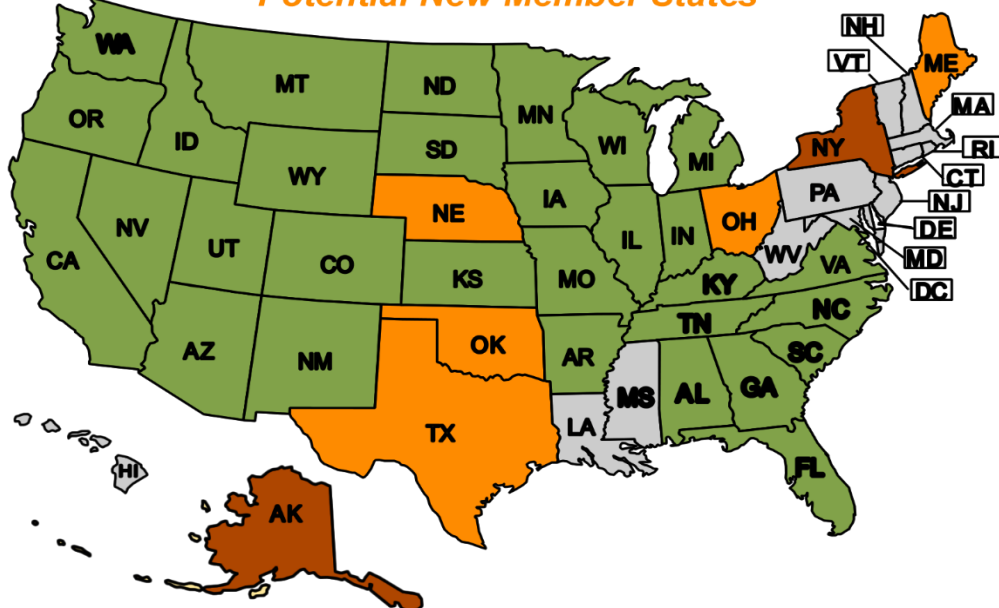 Potential New Member States
WA
MT
ND
MN
OR
ID
SD
WI
MI
WY
NE
IA
NV
UT
CO
IL
IN
OH
PA
NY
CA
KS
MO
KY
WV
VA
AZ
NM
OK
AR
TN
NC
SC
TX
LA
MS
AL
GA
FL
HI
AK
NH
VT
ME
MA
RI
CT
NJ
DE
MD
DC